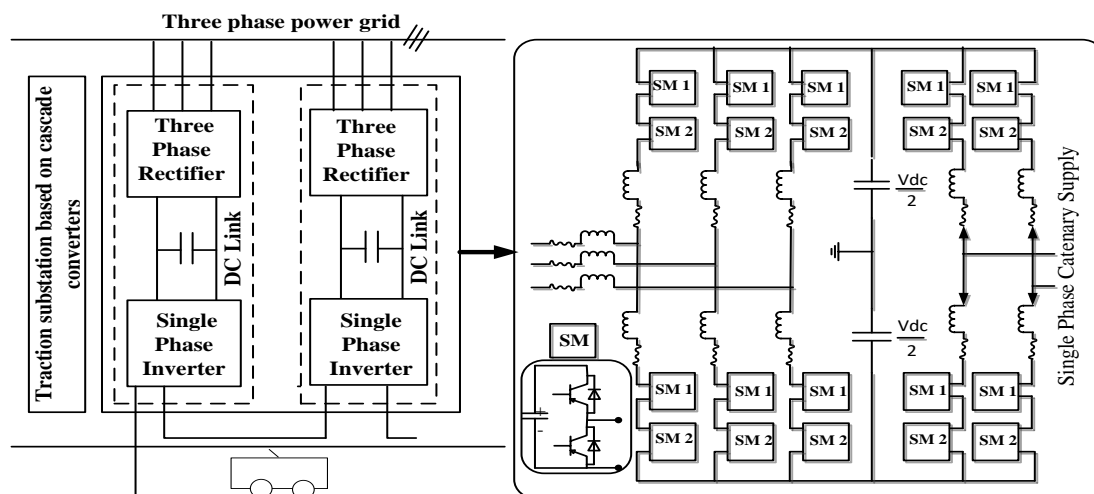 Three phase power grid
Traction substation based on cascade
converters
Three
Phase
Rectifier
DC Link
Single
Phase
Inverter
Three
Phase
Rectifier
DC Link
Single
Phase
Inverter
SM 1
SM 1
SM 1
SM 1
SM 1
SM 2
SM 2
SM 2
SM 2
SM 2
Vdc
2
Vdc
2
SM
+
-
SM 1
SM 1
SM 1
SM 1
SM 1
SM 2
SM 2
SM 2
SM 2
SM 2
Single Phase Catenary Supply